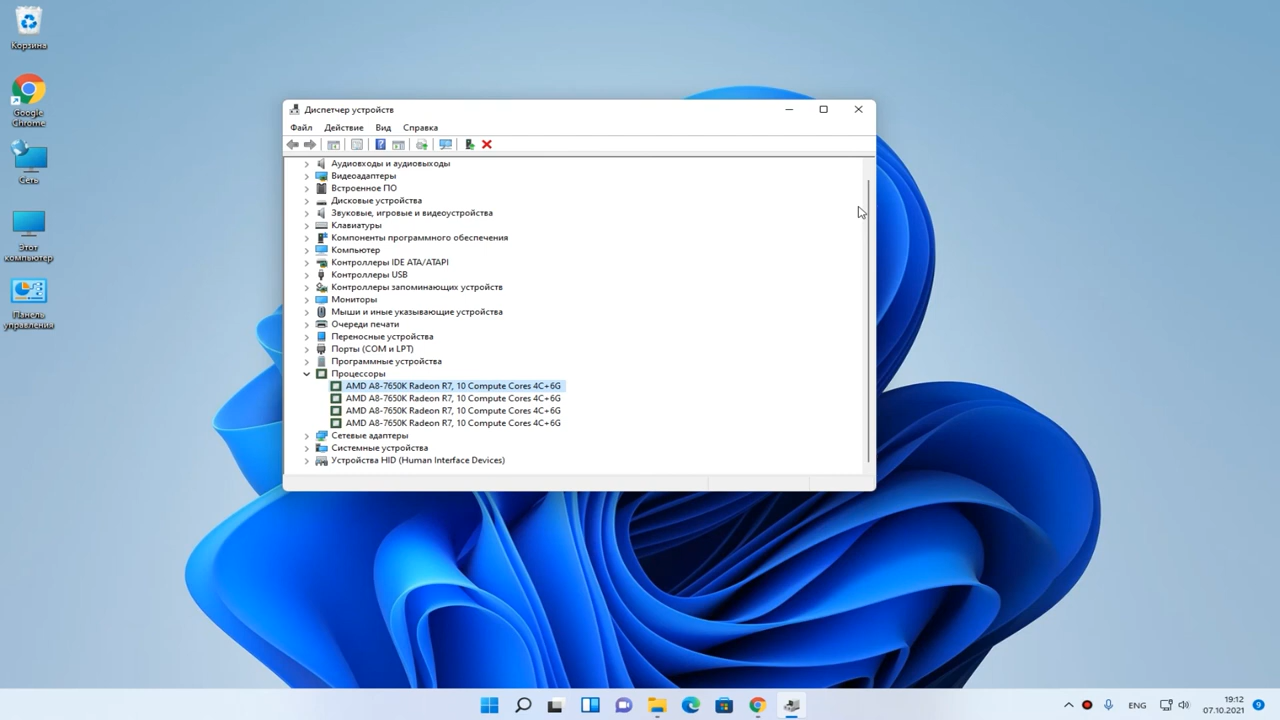 Корзина
Google
Chrome
Сеть
Этот
компьютер
Панель
управления
Диспетчер устройств
Файл Действие Вид Справка
Аудиовходы и аудиовыходы
Видеоадаптеры
Встроенное ПО
Дисковые устройства
Звуковые, игровые и видеоустройства
Клавиатуры
Компоненты программного обеспечения
Компьютер
Контроллеры IDE ATA/ATAPI
Контроллеры USB
Контроллеры запоминающих устройств
Мониторы
Мыши и иные указывающие устройства
Очереди печати
Переносные устройства
Порты (COM и LPT)
Программные устройства
Процессоры
AMD A8-7650K Radeon R7, 10 Compute Cores 4C+6G
AMD A8-7650K Radeon R7, 10 Compute Cores 4C+6G
AMD A8-7650K Radeon R7, 10 Compute Cores 4C+6G
AMD A8-7650K Radeon R7, 10 Compute Cores 4C+6G
Сетевые адаптеры
Системные устройства
Устройства HID (Human Interface Devices)
ENG
19:12
07.10.2021
9